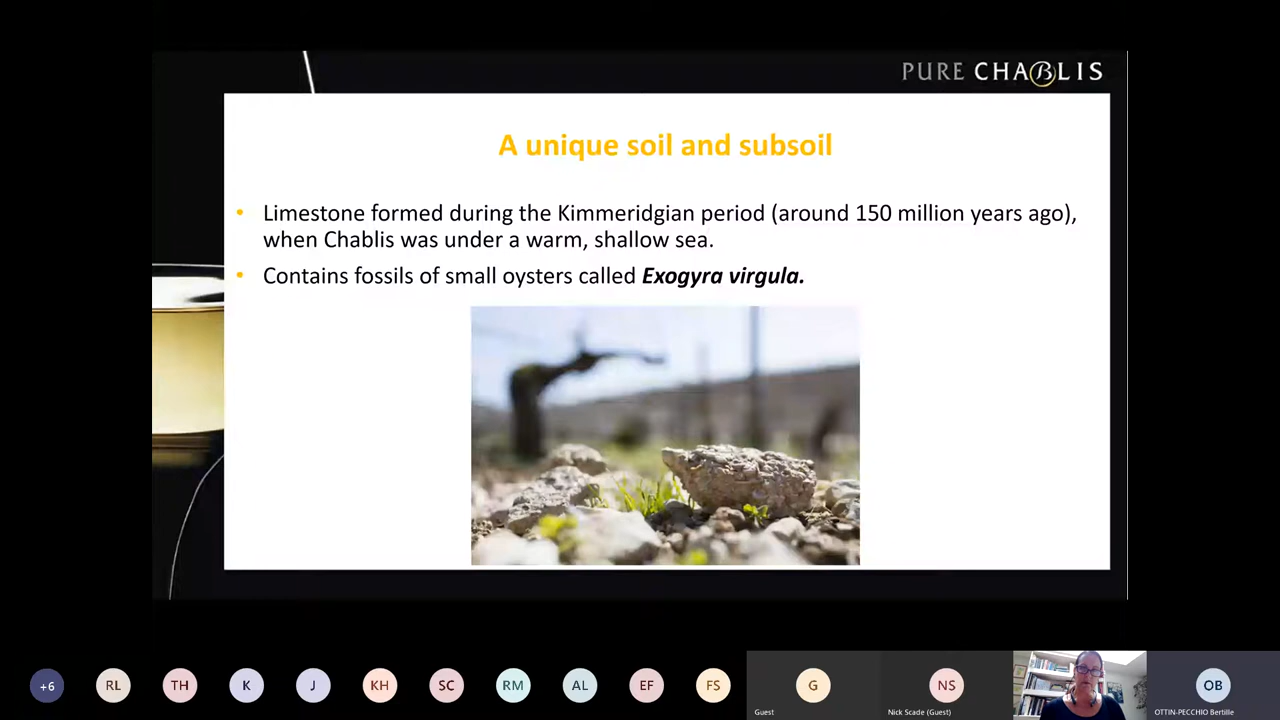 PURE CHABLIS
A unique soil and subsoil
• Limestone formed during the Kimmeridgian period (around 150 million years ago),
when Chablis was under a warm, shallow sea.
• Contains fossils of small oysters called Exogyra virgula.
+6 RL TH K J KH SC RM AL EF FS G NS OB
Guest Nick Scade (Guest) OTTIN-PECCHIO Bertille